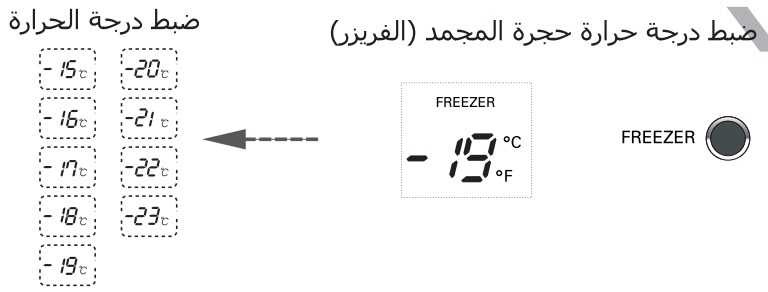 ضبط درجة حرارة حجرة المجمد (الفريزر)
FREEZER
FREEZER
-19 °C
°F
ضبط درجة الحرارة
-15℃
-16℃
-17℃
-18℃
-19℃
-20℃
-21℃
-22℃
-23℃